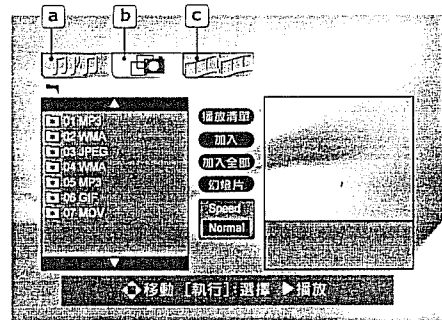 a b c
01 MP3
02 WMA
03 JPEG
04 WMA
05 MP3
06 GIF
07 MOV
播放清單
加入
加入全部
幻燈片
Speed
Normal
移動 [執行]:選擇 ▶播放